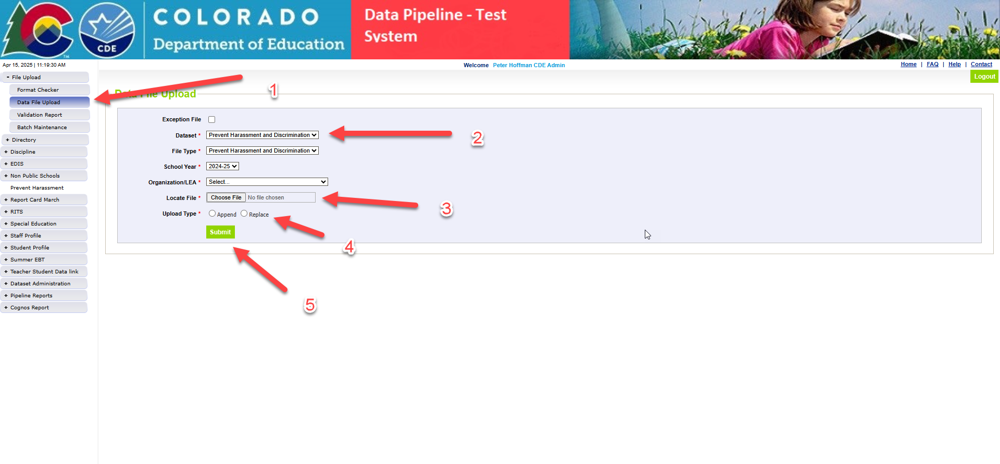 COLORADO
Department of Education
CDE
TM
Data Pipeline - Test
System
Apr 15, 2025 | 11:19:30 AM
Welcome Peter Hoffman CDE Admin
Home | FAQ | Help | Contact
Logout
- File Upload
Format Checker
Data File Upload
Validation Report
Batch Maintenance
+ Directory
+ Discipline
+ EDIS
+ Non Public Schools
Prevent Harassment
+ Report Card March
+ RITS
+ Special Education
+ Staff Profile
+ Student Profile
+ Summer EBT
+ Teacher Student Data link
+ Dataset Administration
+ Pipeline Reports
+ Cognos Report
1
Data File Upload
Exception File
Dataset * Prevent Harassment and Discrimination
2
File Type * Prevent Harassment and Discrimination
School Year * 2024-25
Organization/LEA * Select...
Locate File * Choose File No file chosen
3
Upload Type * Append Replace
4
Submit
5